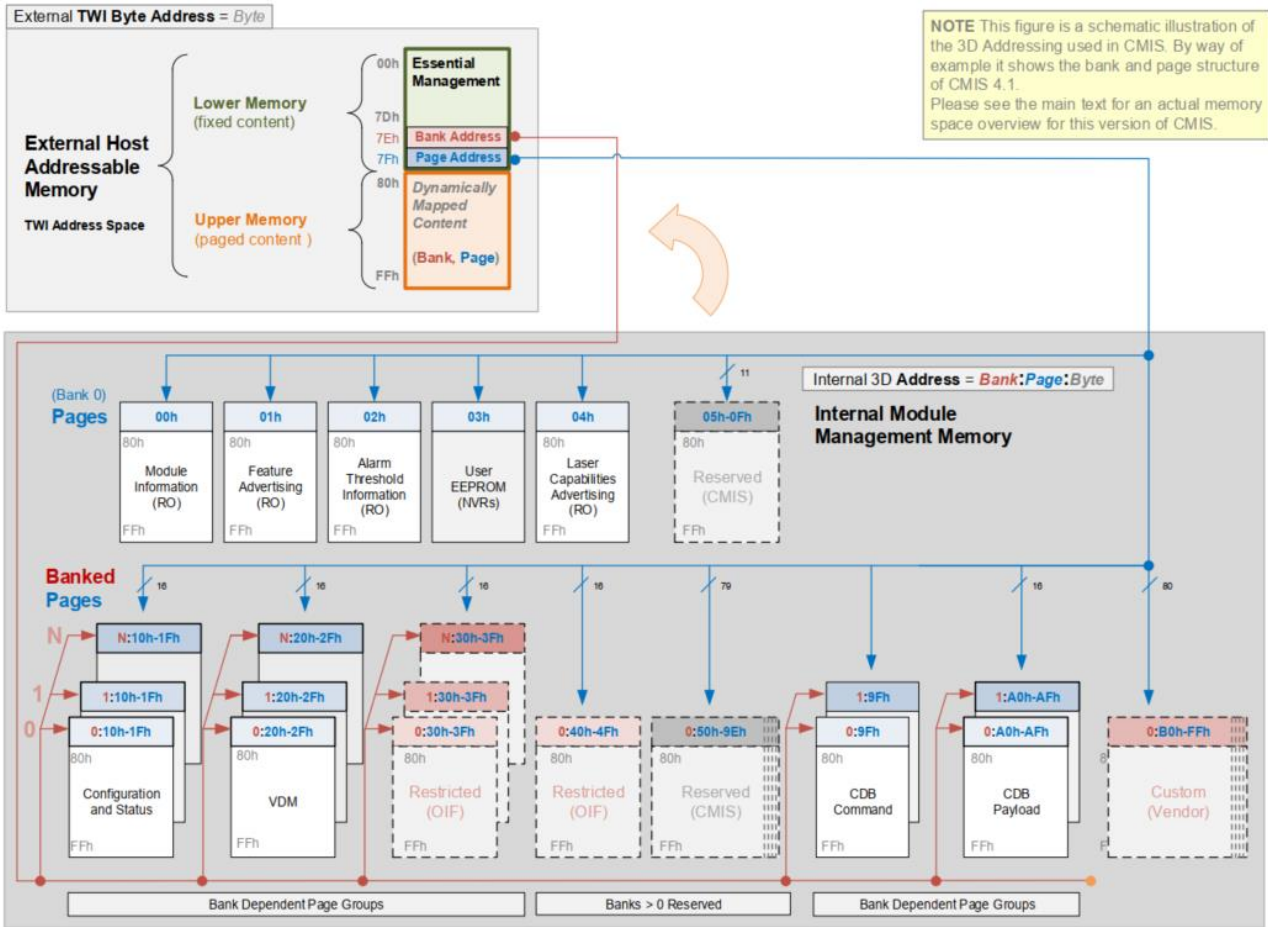 External TWI Byte Address = Byte
NOTE This figure is a schematic illustration of
the 3D Addressing used in CMIS. By way of
example it shows the bank and page structure
of CMIS 4.1.
Please see the main text for an actual memory
space overview for this version of CMIS.
External Host
Addressable
Memory
TWI Address Space
Lower Memory
(fixed content)
Upper Memory
(paged content )
00h
7Dh
7Eh
7Fh
80h
FFh
Essential
Management
Bank Address
Page Address
Dynamically
Mapped
Content
(Bank, Page)
Internal 3D Address = Bank:Page:Byte
Internal Module
Management Memory
(Bank 0)
Pages
11
00h
80h
Module
Information
(RO)
FFh
01h
80h
Feature
Advertising
(RO)
FFh
02h
80h
Alarm
Threshold
Information
(RO)
FFh
03h
User
EEPROM
(NVRs)
04h
80h
Laser
Capabilities
Advertising
(RO)
FFh
05h-0Fh
80h
Reserved
(CMIS)
FFh
Banked
Pages
16
16
16
16
79
16
80
N
1
0
N:10h-1Fh
1:10h-1Fh
0:10h-1Fh
80h
Configuration
and Status
FFh
N:20h-2Fh
1:20h-2Fh
0:20h-2Fh
80h
VDM
FFh
N:30h-3Fh
1:30h-3Fh
0:30h-3Fh
80h
Restricted
(OIF)
FFh
0:40h-4Fh
80h
Restricted
(OIF)
FFh
0:50h-9Eh
80h
Reserved
(CMIS)
FFh
1:9Fh
0:9Fh
80h
CDB
Command
FFh
1:A0h-AFh
0:A0h-AFh
80h
CDB
Payload
FFh
0:B0h-FFh
Custom
(Vendor)
Bank Dependent Page Groups
Banks > 0 Reserved
Bank Dependent Page Groups